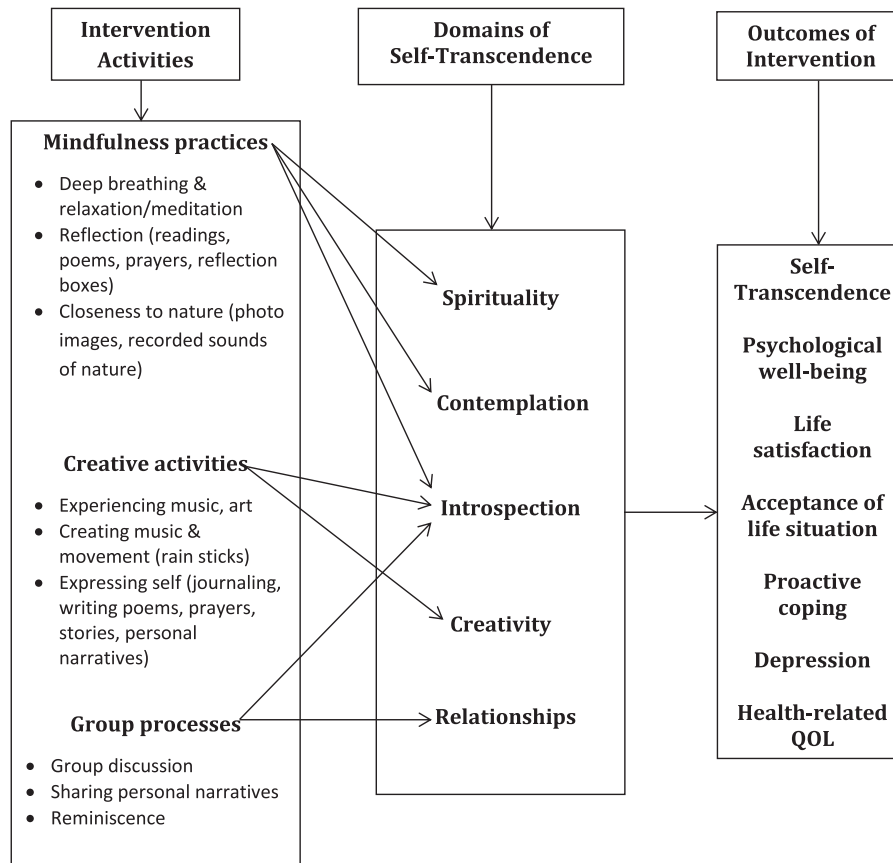 Intervention
Activities
Domains of
Self-Transcendence
Outcomes of
Intervention
Mindfulness practices
• Deep breathing &
relaxation/meditation
• Reflection (readings,
poems, prayers, reflection
boxes)
• Closeness to nature (photo
images, recorded sounds
of nature)
Creative activities
• Experiencing music, art
• Creating music &
movement (rain sticks)
• Expressing self (journaling,
writing poems, prayers,
stories, personal
narratives)
Group processes
• Group discussion
• Sharing personal narratives
• Reminiscence
Spirituality
Contemplation
Introspection
Creativity
Relationships
Self-
Transcendence
Psychological
well-being
Life
satisfaction
Acceptance of
life situation
Proactive
coping
Depression
Health-related
QOL